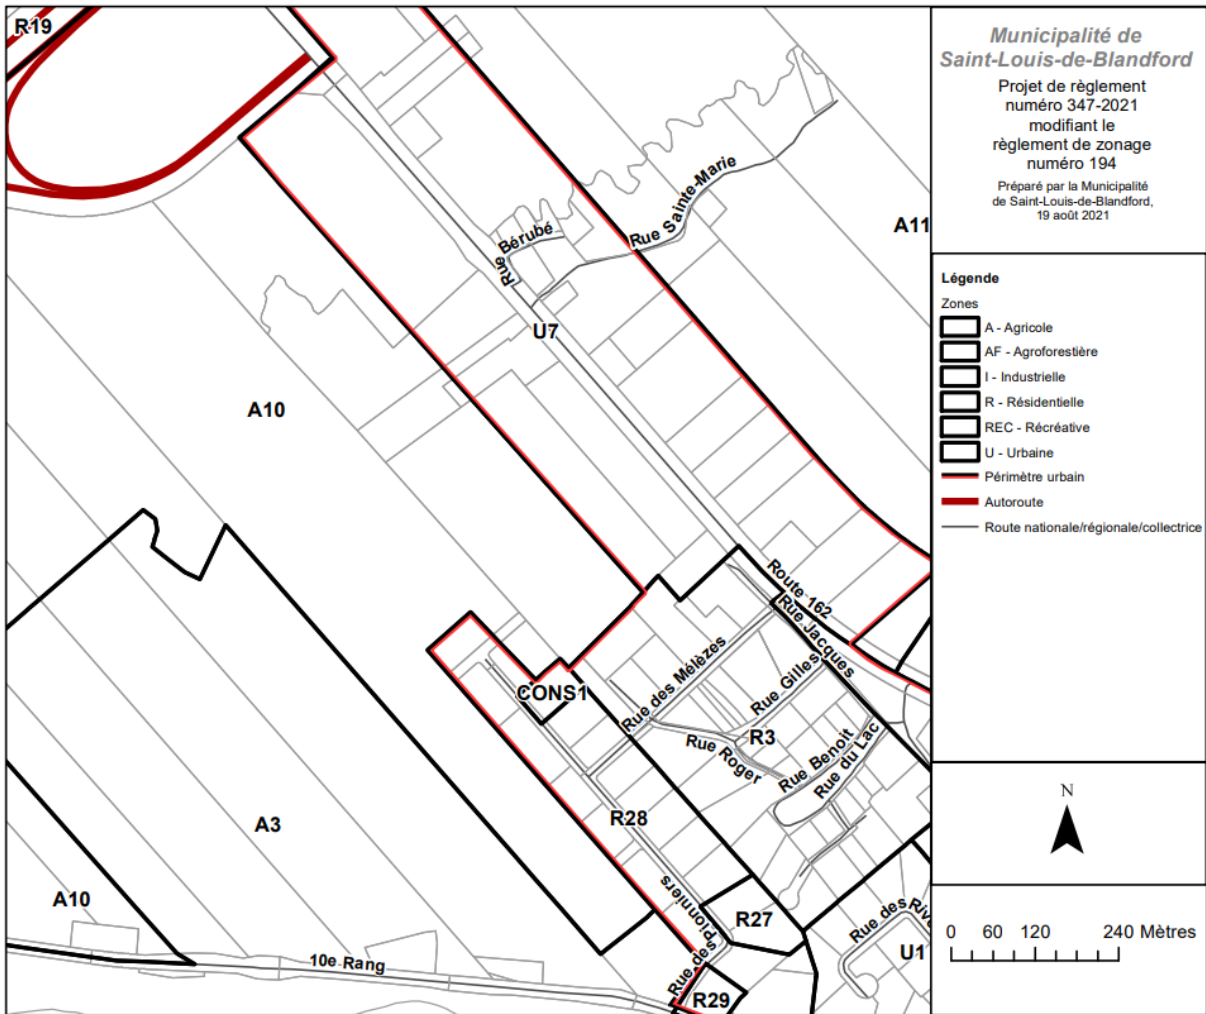 R19
Rue Sainte-Marie
A11
Rue Bérubé
U7
A10
Route 162
Rue Jacques
CONS1
Rue des Mélèzes
Rue Gilles
R3
Rue Roger
Rue Benoit
Rue du Lac
R28
A3
A10
Rue des Pionniers
R27
Rue des Rive
U1
10e Rang
R29
Municipalité de
Saint-Louis-de-Blandford
Projet de règlement
numéro 347-2021
modifiant le
règlement de zonage
numéro 194
Préparé par la Municipalité
de Saint-Louis-de-Blandford,
19 août 2021
Légende
Zones
A - Agricole
AF - Agroforestière
I - Industrielle
R - Résidentielle
REC - Récréative
U - Urbaine
Périmètre urbain
Autoroute
Route nationale/régionale/collectrice
N
0 60 120 240 Mètres